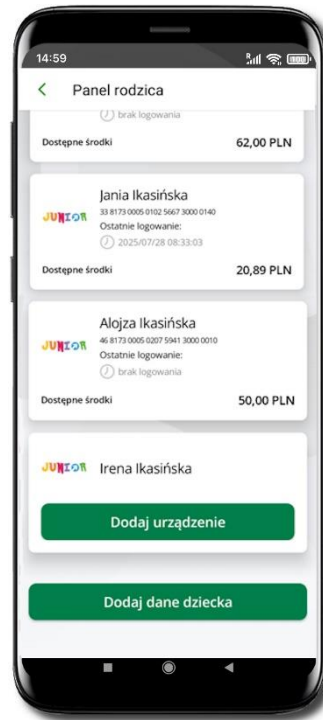 14:59
Panel rodzica
brak logowania
Dostępne środki 62,00 PLN
Jania Ikasińska
JUNIOR
33 8173 0005 0102 5667 3000 0140
Ostatnie logowanie:
2025/07/28 08:33:03
Dostępne środki 20,89 PLN
Alojza Ikasińska
JUNIOR
46 8173 0005 0207 5941 3000 0010
Ostatnie logowanie:
brak logowania
Dostępne środki 50,00 PLN
JUNIOR Irena Ikasińska
Dodaj urządzenie
Dodaj dane dziecka